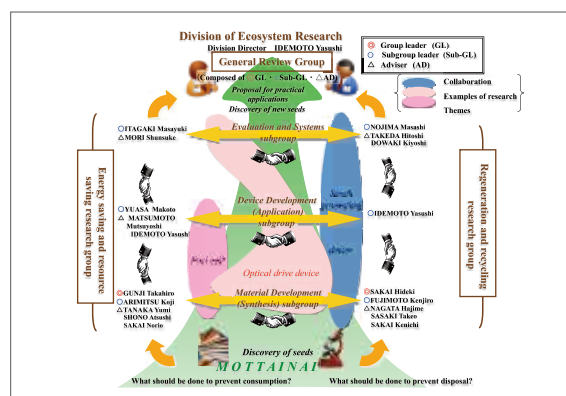 Division of Ecosystem Research
Division Director IDEMOTO Yasushi
General Review Group
(Composed of ◎GL・○Sub-GL・△AD)
Proposal for practical
applications
Discovery of new seeds
◎ Group leader (GL)
○ Subgroup leader (Sub-GL)
△ Adviser (AD)
Collaboration
Examples of research
Themes
Energy saving and resource
saving research group
○ITAGAKI Masayuki
△MORI Shunsuke
Evaluation and Systems
subgroup
○NOJIMA Masashi
△TAKEDA Hitoshi
DOWAKI Kiyoshi
○YUASA Makoto
△ MATSUMOTO
Mutsuyoshi
IDEMOTO Yasushi
Device Development
(Application)
subgroup
○IDEMOTO Yasushi
Optical drive device
◎GUNJI Takahiro
○ARIMITSU Koji
△TANAKA Yumi
SHONO Atsushi
SAKAI Norio
Material Development
(Synthesis) subgroup
◎SAKAI Hideki
○FUJIMOTO Kenjiro
△NAGATA Hajime
SASAKI Takeo
SAKAI Kenichi
Regeneration and recycling
research group
Discovery of seeds
MOTTAINAI
What should be done to prevent consumption?
What should be done to prevent disposal?